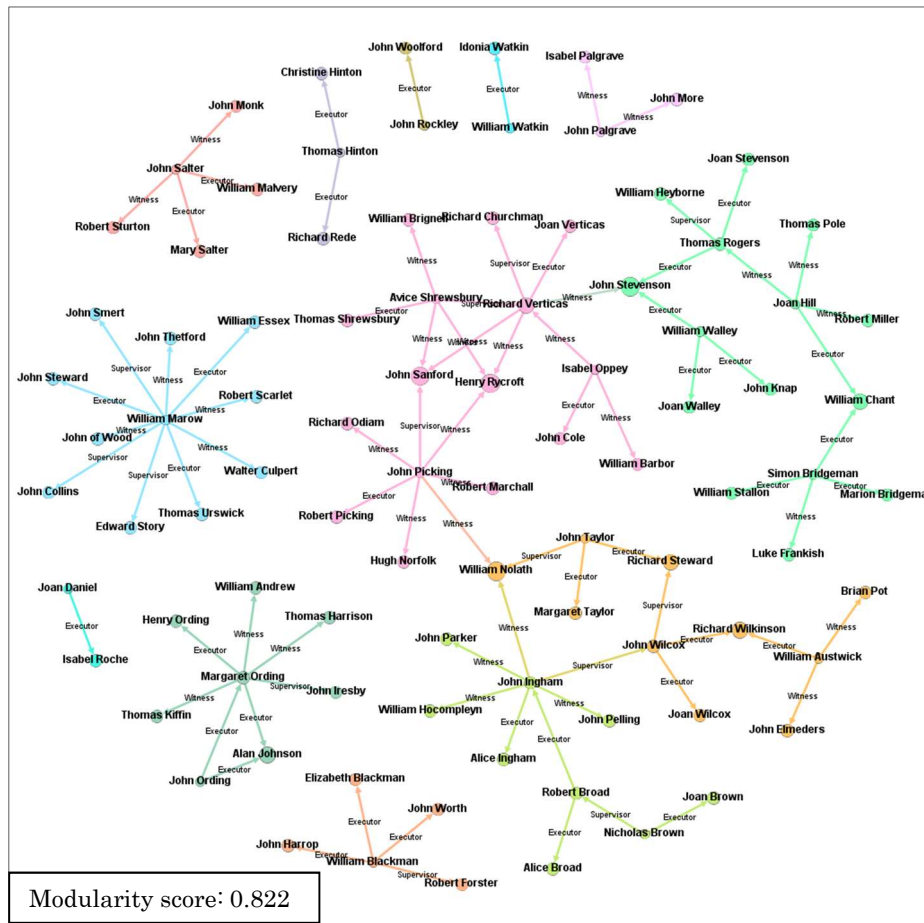 John Woolford
Idonia Watkin
Isabel Palgrave
Christine Hinton
Executor
Executor
Witness
John More
Executor
Witness
John Monk
John Rockley
William Watkin
John Palgrave
Witness
Thomas Hinton
John Salter
Executor
William Malvery
Witness
Executor
Executor
Robert Sturton
Mary Salter
Richard Rede
Joan Stevenson
William Heyborne
Executor
Supervisor
Thomas Pole
Thomas Rogers
William Brignell
Richard Churchman
Joan Verticas
Executor
Witness
Witness
Witness
Supervisor
Executor
John Stevenson
Joan Hill
Avice Shrewsbury
Richard Verticas
Witness
Witness
Robert Miller
Executor
Thomas Shrewsbury
Executor
William Walley
Witness
Witness
Witness
Executor
John Sanford
Henry Rycroft
Isabel Oppey
Executor
Executor
John Knap
William Chant
Joan Walley
Richard Odiam
Supervisor
Witness
Executor
Witness
John Cole
William Barbor
Executor
Witness
John Picking
Witness
Robert Marchall
Simon Bridgeman
Executor
Executor
William Stallon
Executor
Robert Picking
Witness
Witness
Witness
Hugh Norfolk
Luke Frankish
John Smert
William Essex
John Thetford
Supervisor
Witness
Executor
John Steward
Executor
Witness
Robert Scarlet
William Marow
Witness
John of Wood
Witness
Supervisor
Supervisor
Executor
Walter Culpert
John Collins
Thomas Urswick
Edward Story
John Taylor
Supervisor
Executor
Richard Steward
William Nolath
Executor
Margaret Taylor
Brian Pot
Supervisor
Richard Wilkinson
Witness
John Wilcox
Executor
Executor
William Austwick
Executor
Witness
Joan Wilcox
John Elmeders
Joan Daniel
Executor
Isabel Roche
William Andrew
Henry Ording
Thomas Harrison
Witness
Executor
Witness
Margaret Ording
Supervisor
John Iresby
Witness
Thomas Kiffin
Executor
Executor
Alan Johnson
John Ording
Executor
John Parker
Witness
Witness
Supervisor
John Ingham
William Hocompleyn
Witness
Witness
John Pelling
Executor
Alice Ingham
Executor
Robert Broad
Joan Brown
Supervisor
Executor
Nicholas Brown
Executor
Alice Broad
Elizabeth Blackman
John Worth
Executor
Executor
John Harrop
Executor
William Blackman
Supervisor
Robert Forster
Modularity score: 0.822